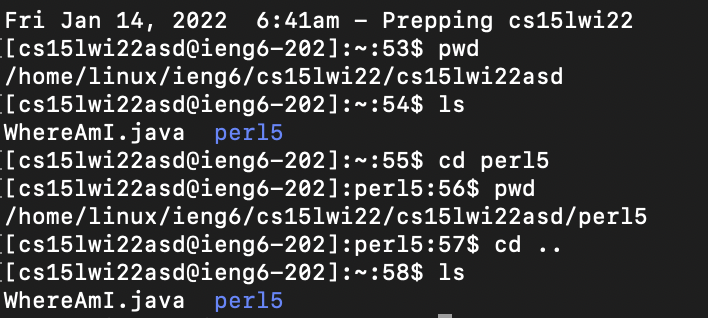 Fri Jan 14, 2022  6:41am - Prepping cs15lwi22
[cs15lwi22asd@ieng6-202]:~:53$ pwd
/home/linux/ieng6/cs15lwi22/cs15lwi22asd
[cs15lwi22asd@ieng6-202]:~:54$ ls
WhereAmI.java  perl5
[cs15lwi22asd@ieng6-202]:~:55$ cd perl5
[cs15lwi22asd@ieng6-202]:perl5:56$ pwd
/home/linux/ieng6/cs15lwi22/cs15lwi22asd/perl5
[cs15lwi22asd@ieng6-202]:perl5:57$ cd ..
[cs15lwi22asd@ieng6-202]:~:58$ ls
WhereAmI.java  perl5